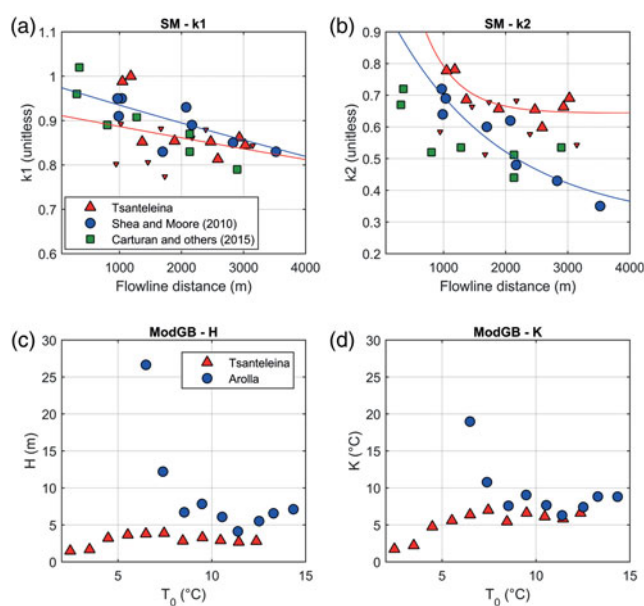 (a) SM - k1
1.1
1
0.9
0.8
0.7
0.6
k1 (unitless)
1000 2000 3000 4000
Flowline distance (m)
Tsanteleina
Shea and Moore (2010)
Carturan and others (2015)
(b) SM - k2
0.9
0.8
0.7
0.6
0.5
0.4
0.3
0.2
k2 (unitless)
1000 2000 3000 4000
Flowline distance (m)
(c) ModGB - H
30
25
20
15
10
5
0
H (m)
5 10 15
T0 (°C)
Tsanteleina
Arolla
(d) ModGB - K
30
25
20
15
10
5
0
K (°C)
5 10 15
T0 (°C)